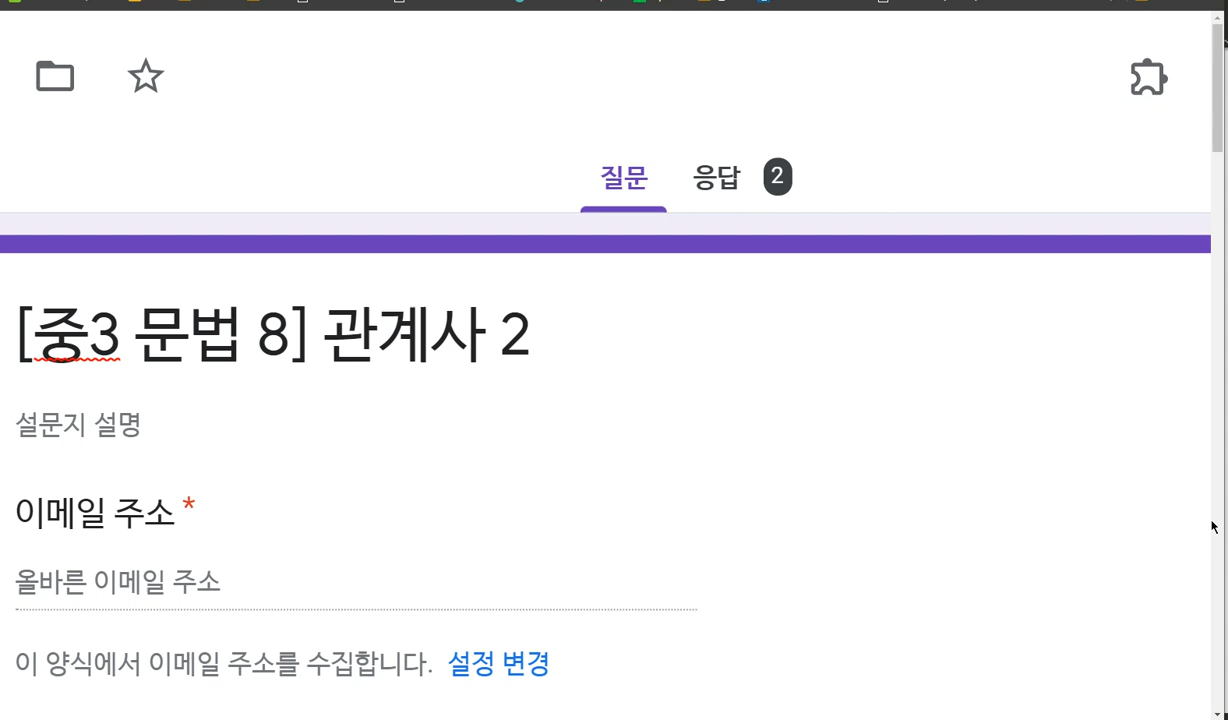 질문 응답 2
[중3 문법 8] 관계사 2
설문지 설명
이메일 주소 *
올바른 이메일 주소
이 양식에서 이메일 주소를 수집합니다. 설정 변경